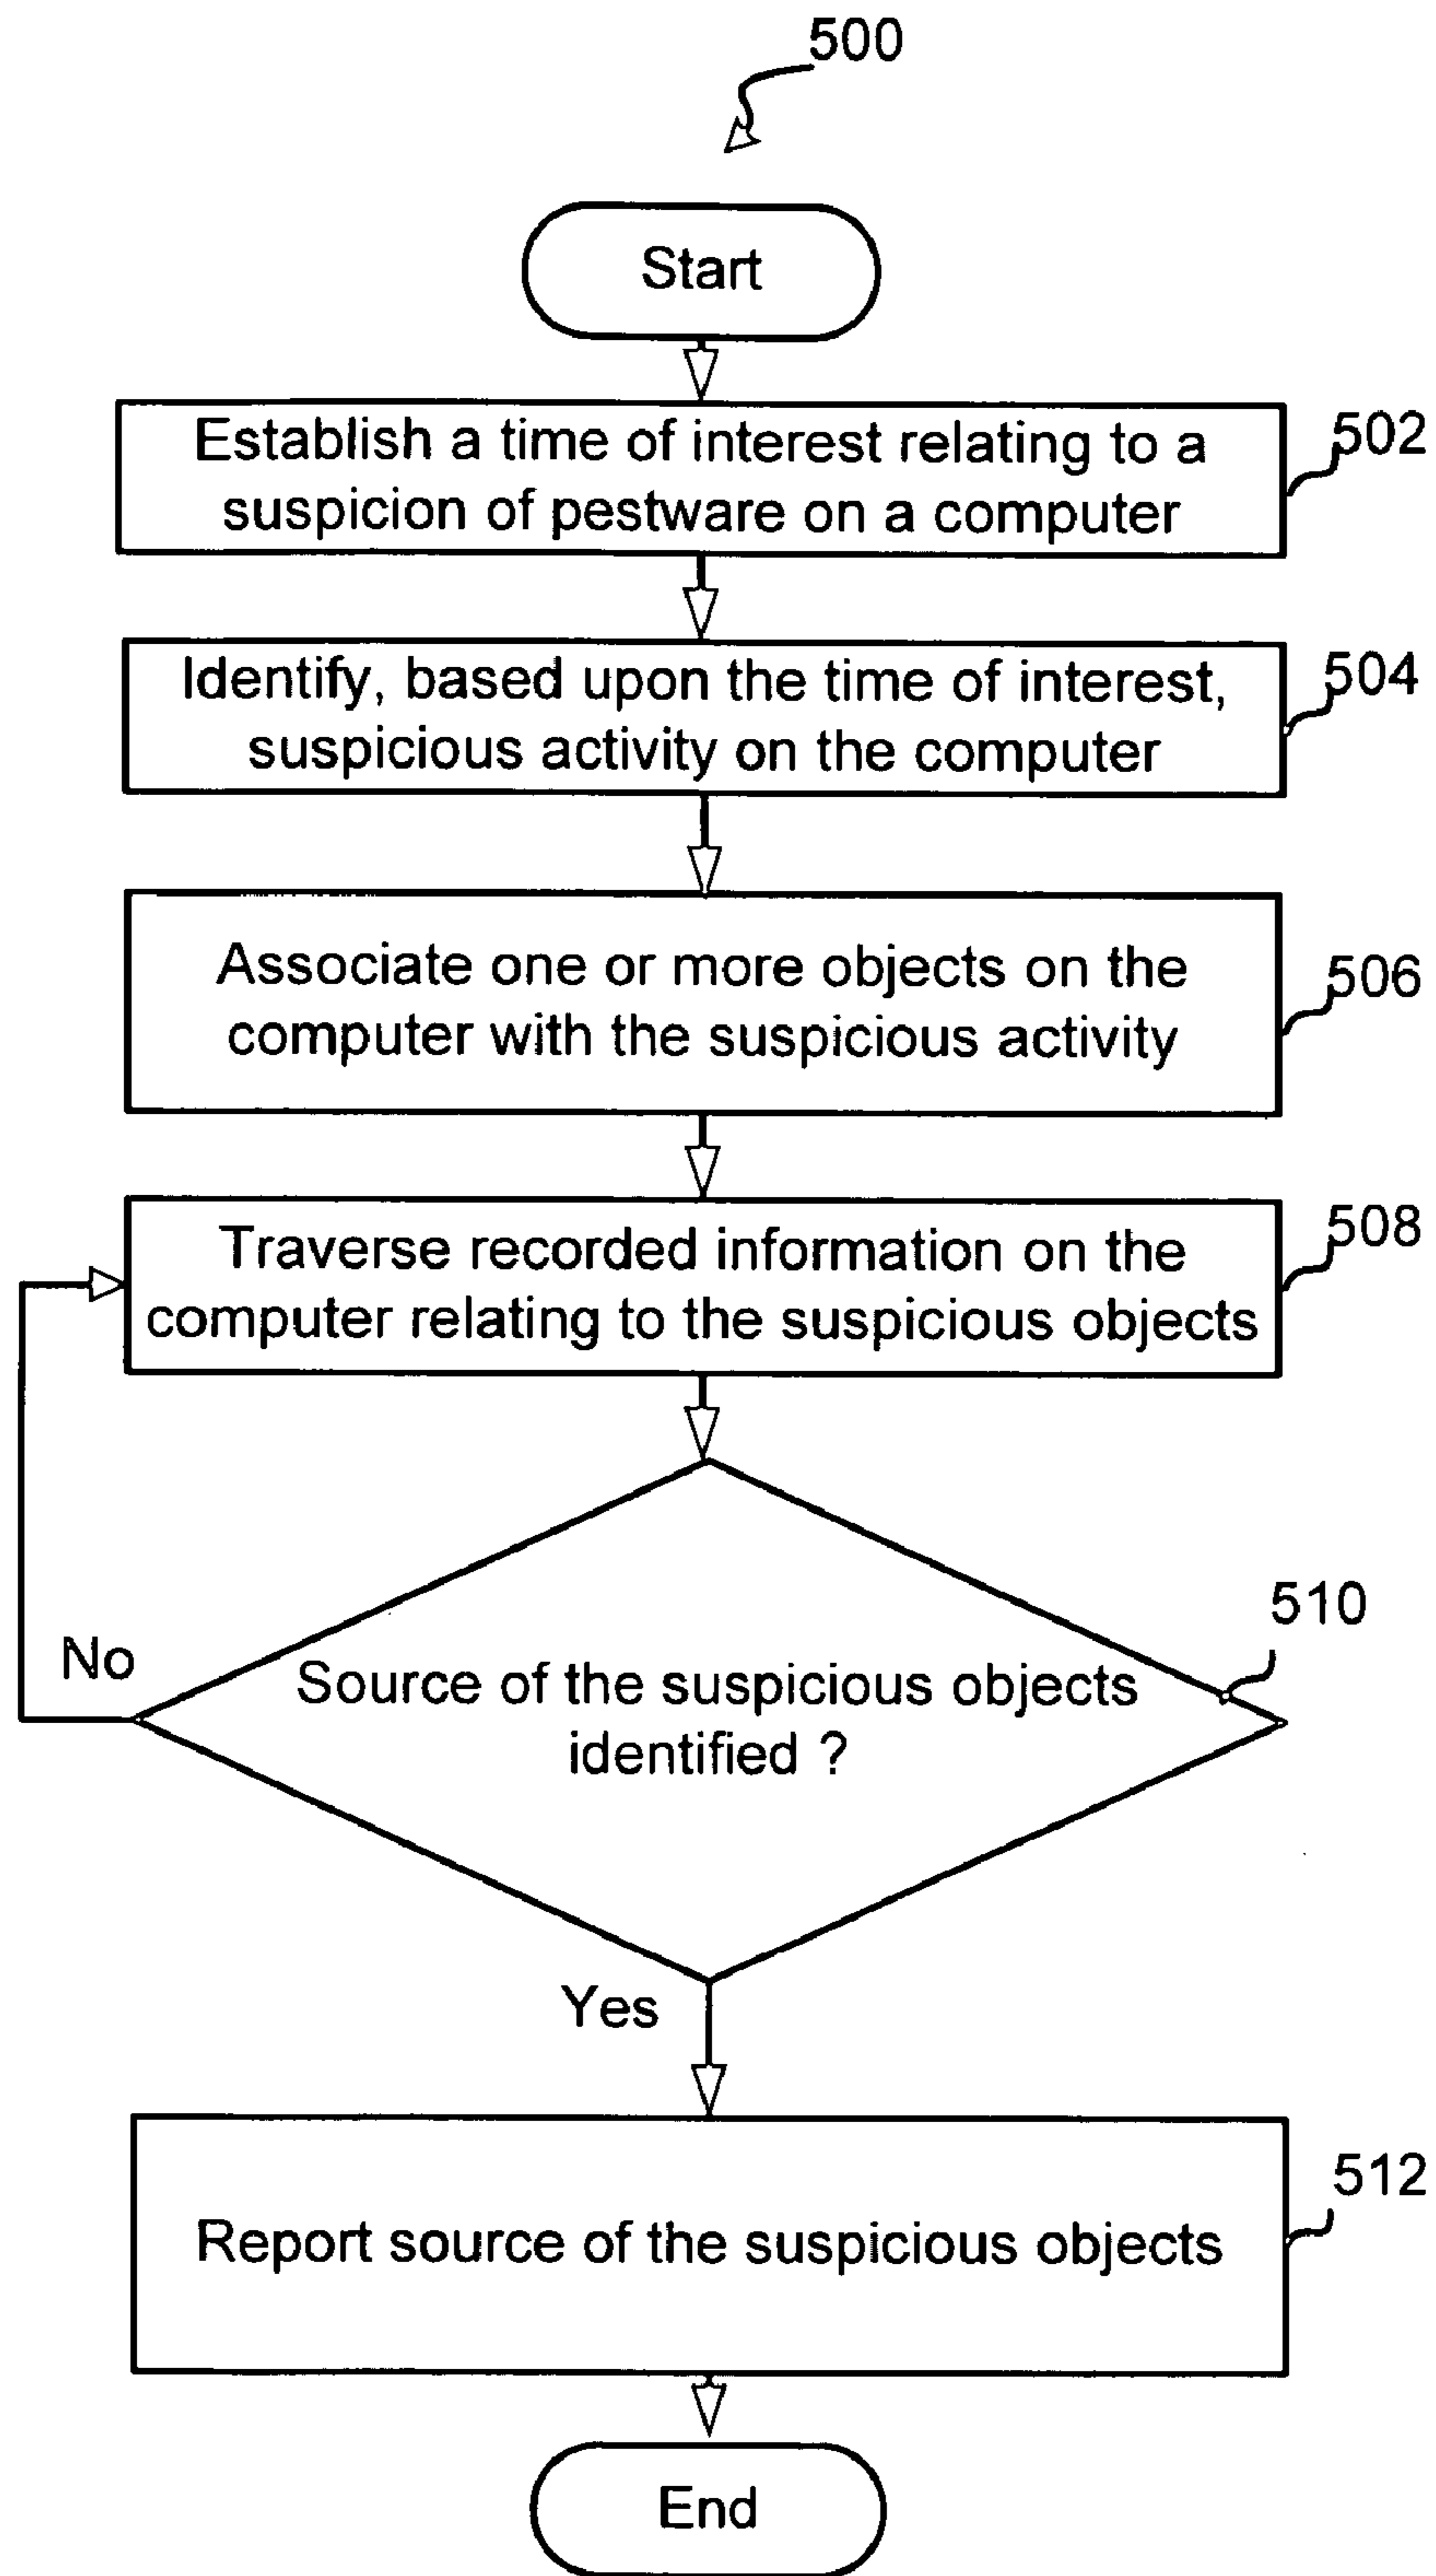 500
Start
Establish a time of interest relating to a
suspicion of pestware on a computer
502
Identify, based upon the time of interest,
suspicious activity on the computer
504
Associate one or more objects on the
computer with the suspicious activity
506
Traverse recorded information on the
computer relating to the suspicious objects
508
Source of the suspicious objects
identified ?
510
No
Yes
Report source of the suspicious objects
512
End